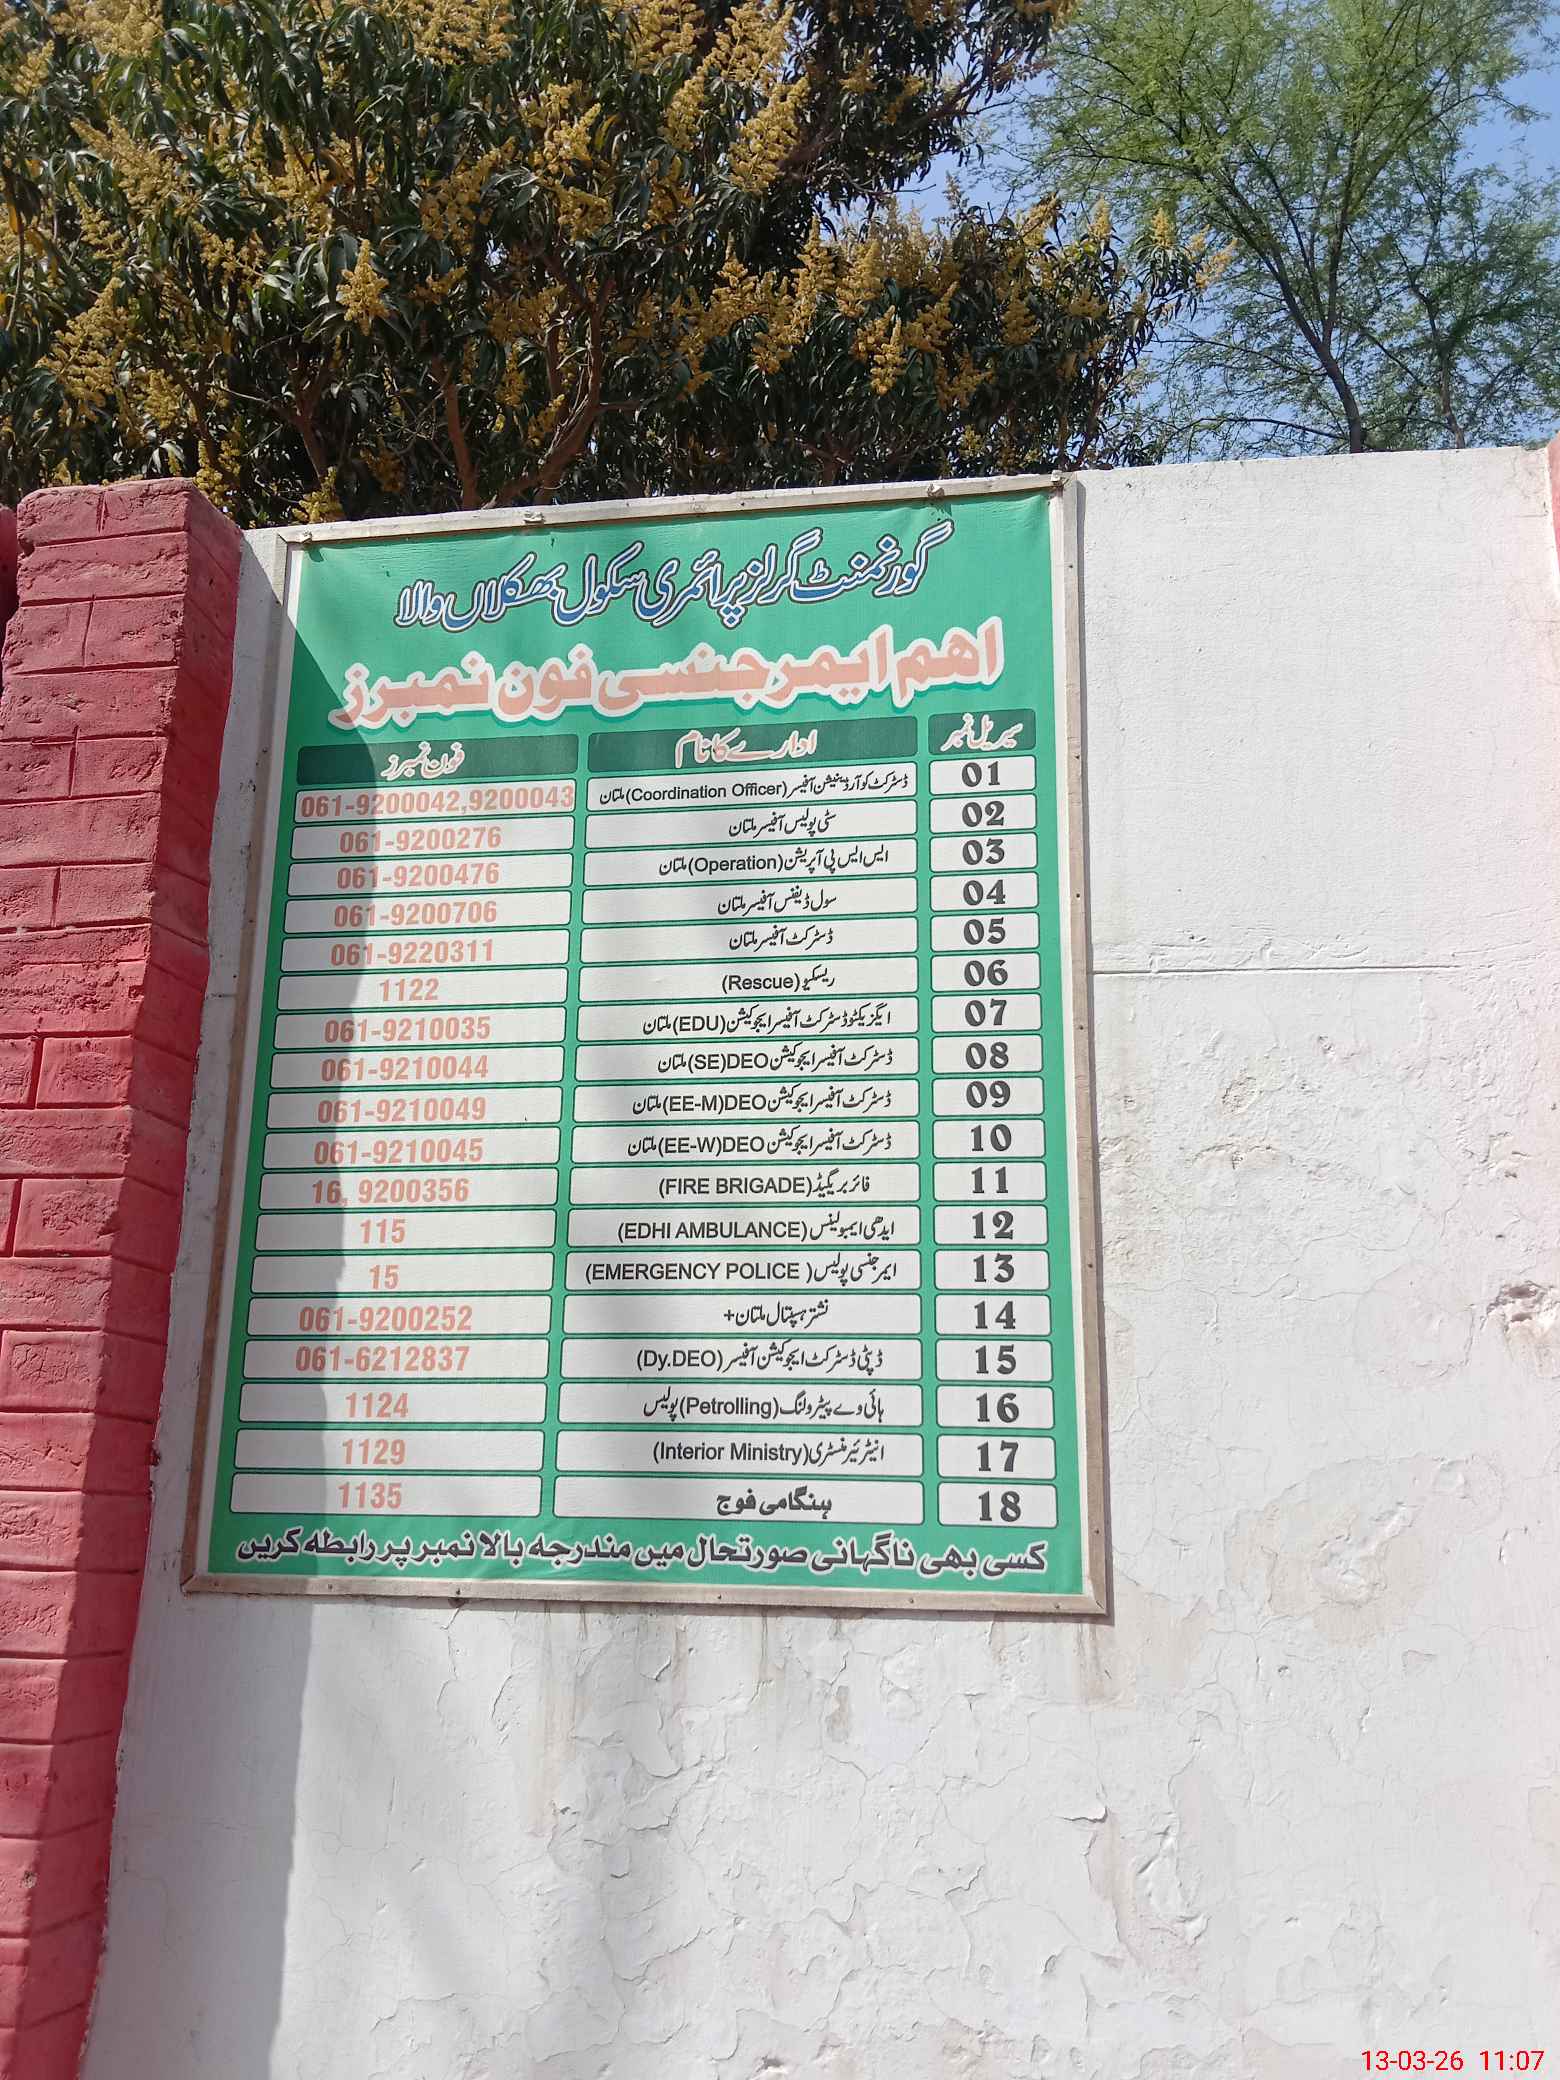 گورنمنٹ گرلز پرائمری سکول بھکلاں والا
اهم ایمرجنسی فون نمبرز
سیریل نمبر ادارے کا نام فون نمبرز
01 ڈسٹرکٹ کوآرڈینیشن آفیسر (Coordination Officer) ملتان 061-9200042,9200043
02 سٹی پولیس آفیسر ملتان 061-9200276
03 ایس ایس پی آپریشن (Operation) ملتان 061-9200476
04 سول ڈیفنس آفیسر ملتان 061-9200706
05 ڈسٹرکٹ آفیسر ملتان 061-9220311
06 ریسکیو (Rescue) 1122
07 ایگزیکٹو ڈسٹرکٹ آفیسر ایجوکیشن (EDU) ملتان 061-9210035
08 ڈسٹرکٹ آفیسر ایجوکیشن DEO(SE) ملتان 061-9210044
09 ڈسٹرکٹ آفیسر ایجوکیشن DEO(EE-M) ملتان 061-9210049
10 ڈسٹرکٹ آفیسر ایجوکیشن DEO(EE-W) ملتان 061-9210045
11 فائر بریگیڈ (FIRE BRIGADE) 16, 9200356
12 ایدھی ایمبولینس (EDHI AMBULANCE) 115
13 ایمرجنسی پولیس (EMERGENCY POLICE ) 15
14 نشتر ہسپتال ملتان + 061-9200252
15 ڈپٹی ڈسٹرکٹ ایجوکیشن آفیسر (Dy.DEO) 061-6212837
16 ہائی وے پیٹرولنگ (Petrolling) پولیس 1124
17 انیٹرئیر منسٹری (Interior Ministry) 1129
18 ہنگامی فوج 1135
کسی بھی ناگہانی صورتحال میں مندرجہ بالا نمبر پر رابطہ کریں
13-03-26 11:07